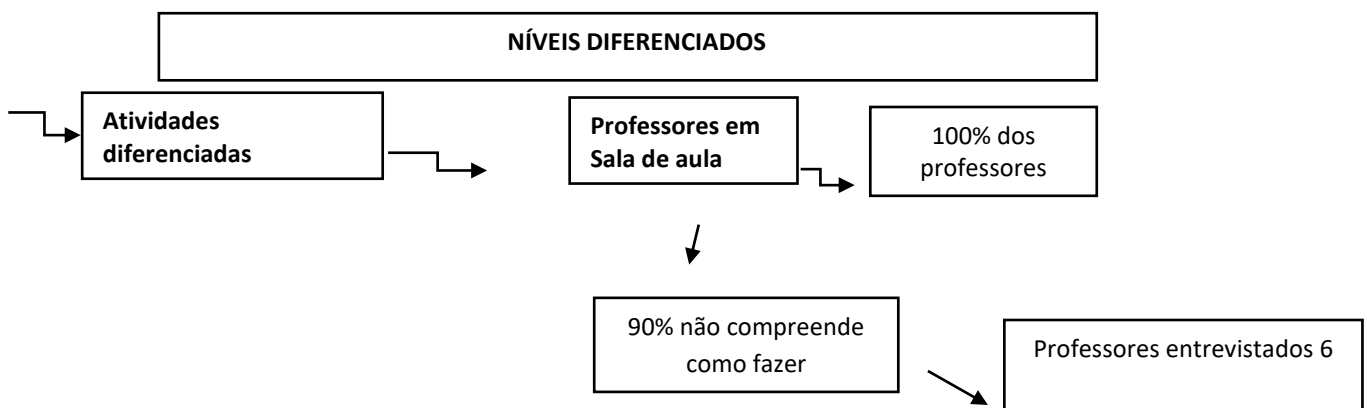 NÍVEIS DIFERENCIADOS
Atividades
diferenciadas
Professores em
Sala de aula
100% dos
professores
90% não compreende
como fazer
Professores entrevistados 6